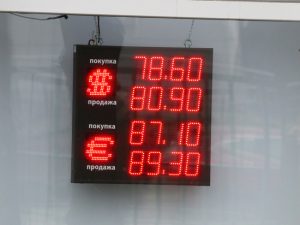 покупка 78.60
$
продажа 80.90
покупка 87.10
€
продажа 89.30